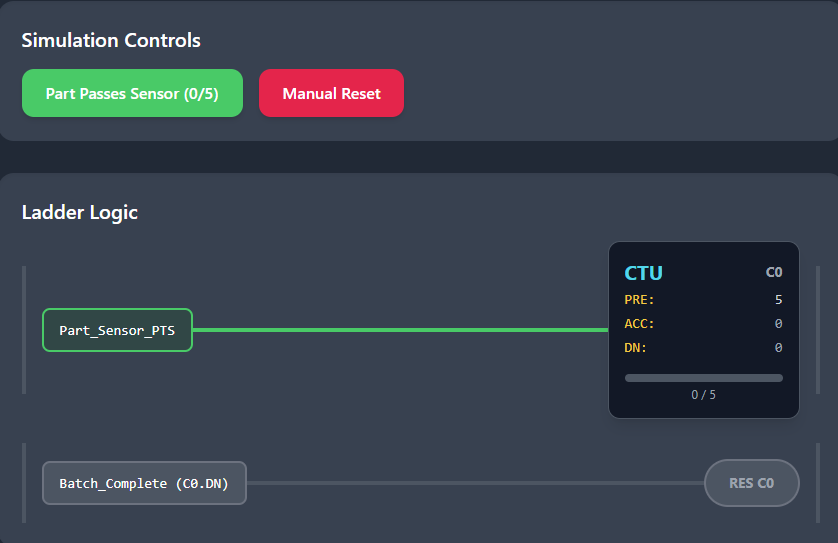 Simulation Controls
Part Passes Sensor (0/5)
Manual Reset
Ladder Logic
CTU C0
PRE: 5
ACC: 0
DN: 0
0 / 5
Part_Sensor_PTS
Batch_Complete (C0.DN)
RES C0